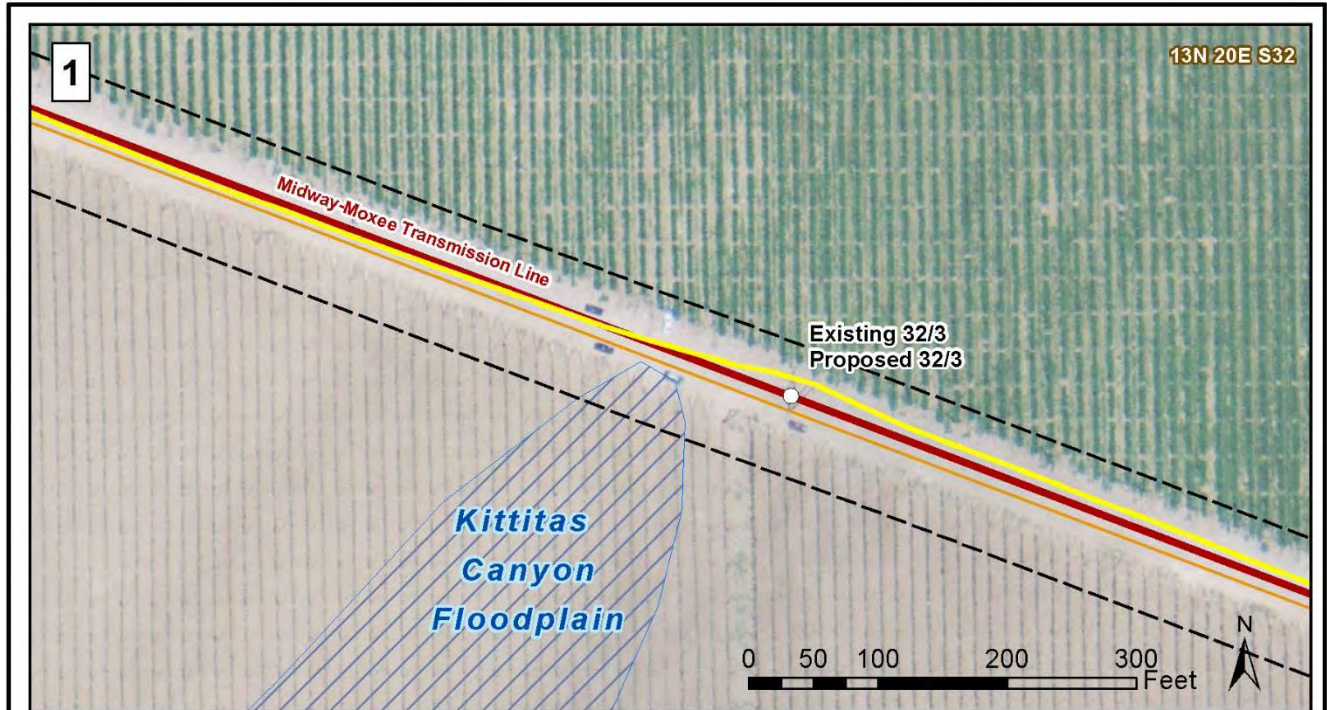 1
13N 20E S32
Midway-Moxee Transmission Line
Existing 32/3
Proposed 32/3
Kittitas
Canyon
Floodplain
N
0 50 100 200 300
Feet